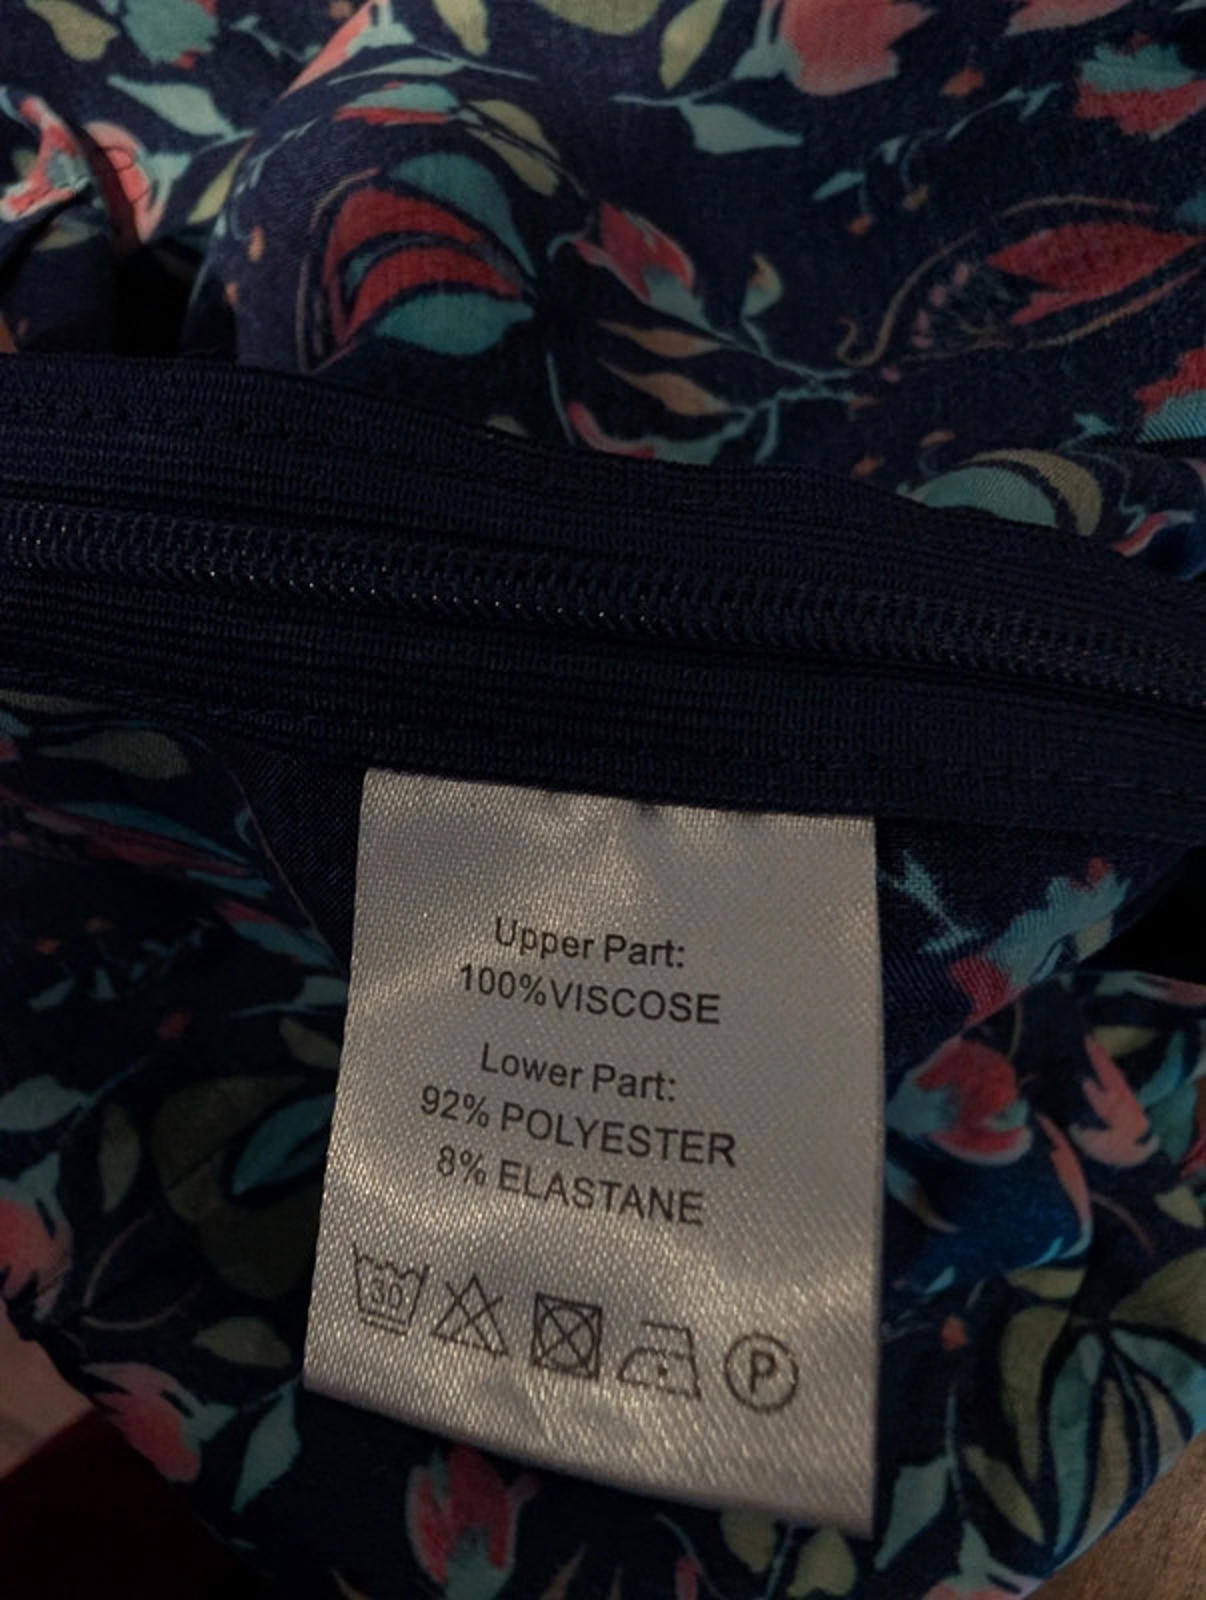 Upper Part:
100%VISCOSE
Lower Part:
92% POLYESTER
8% ELASTANE
30
P